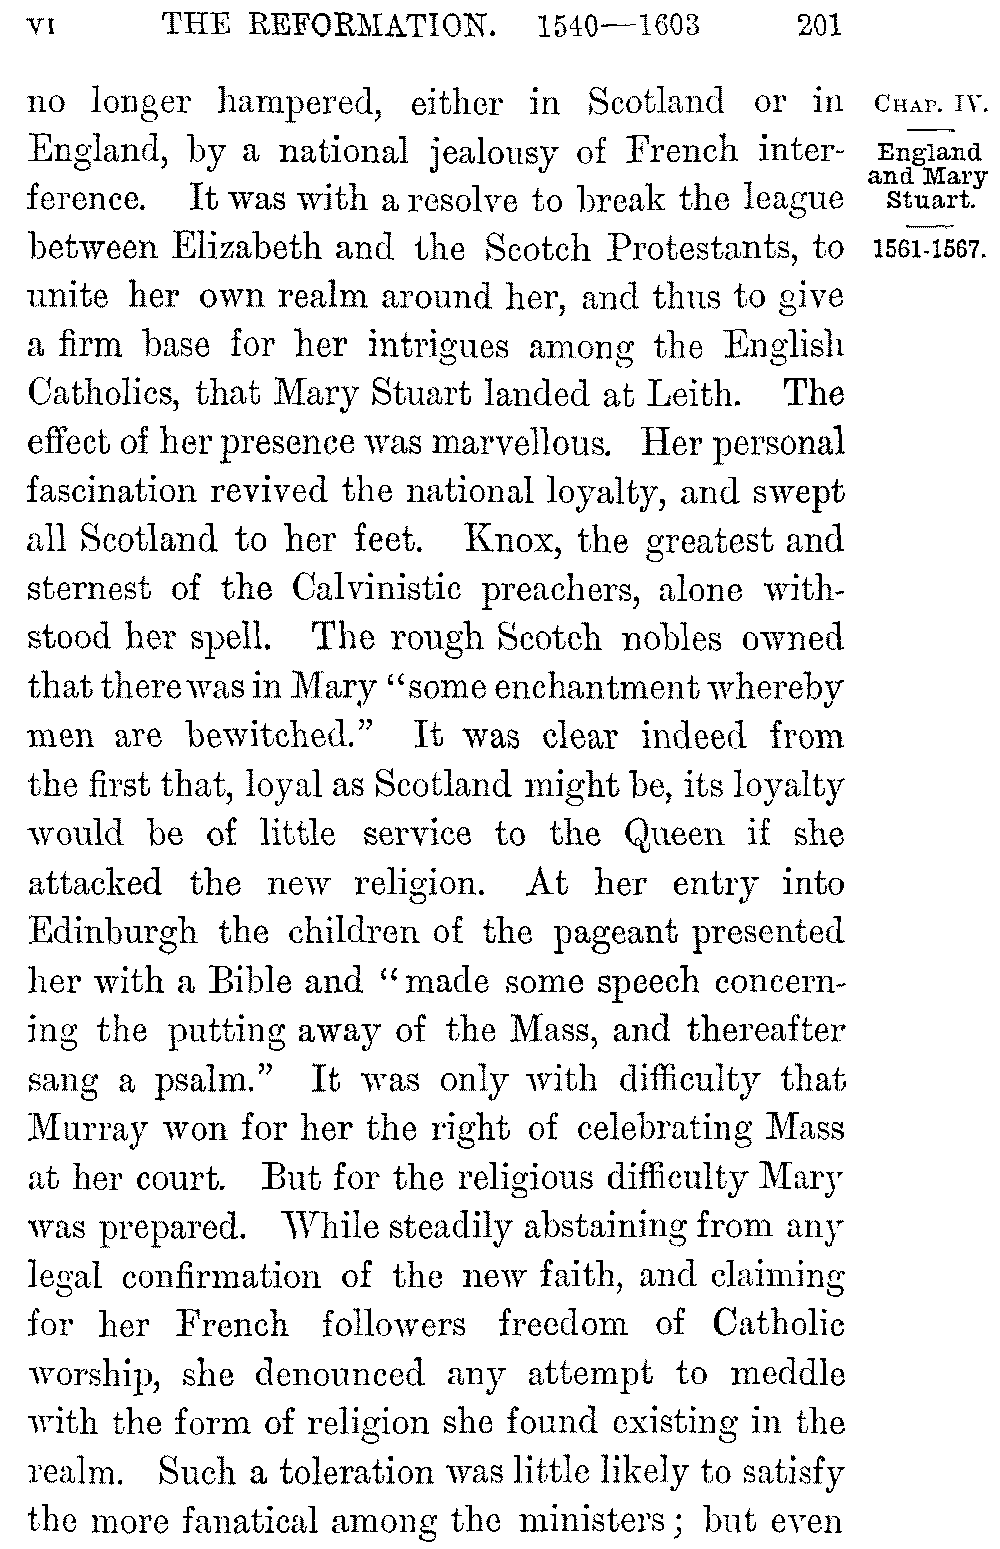 VI THE REFORMATION. 1540—1603 201
no longer hampered, either in Scotland or in
England, by a national jealousy of French inter-
ference. It was with a resolve to break the league
between Elizabeth and the Scotch Protestants, to
unite her own realm around her, and thus to give
a firm base for her intrigues among the English
Catholics, that Mary Stuart landed at Leith. The
effect of her presence was marvellous. Her personal
fascination revived the national loyalty, and swept
all Scotland to her feet. Knox, the greatest and
sternest of the Calvinistic preachers, alone with-
stood her spell. The rough Scotch nobles owned
that there was in Mary “some enchantment whereby
men are bewitched.” It was clear indeed from
the first that, loyal as Scotland might be, its loyalty
would be of little service to the Queen if she
attacked the new religion. At her entry into
Edinburgh the children of the pageant presented
her with a Bible and “made some speech concern-
ing the putting away of the Mass, and thereafter
sang a psalm.” It was only with difficulty that
Murray won for her the right of celebrating Mass
at her court. But for the religious difficulty Mary
was prepared. While steadily abstaining from any
legal confirmation of the new faith, and claiming
for her French followers freedom of Catholic
worship, she denounced any attempt to meddle
with the form of religion she found existing in the
realm. Such a toleration was little likely to satisfy
the more fanatical among the ministers; but even
CHAP. IV.
England
and Mary
Stuart.
1561-1567.